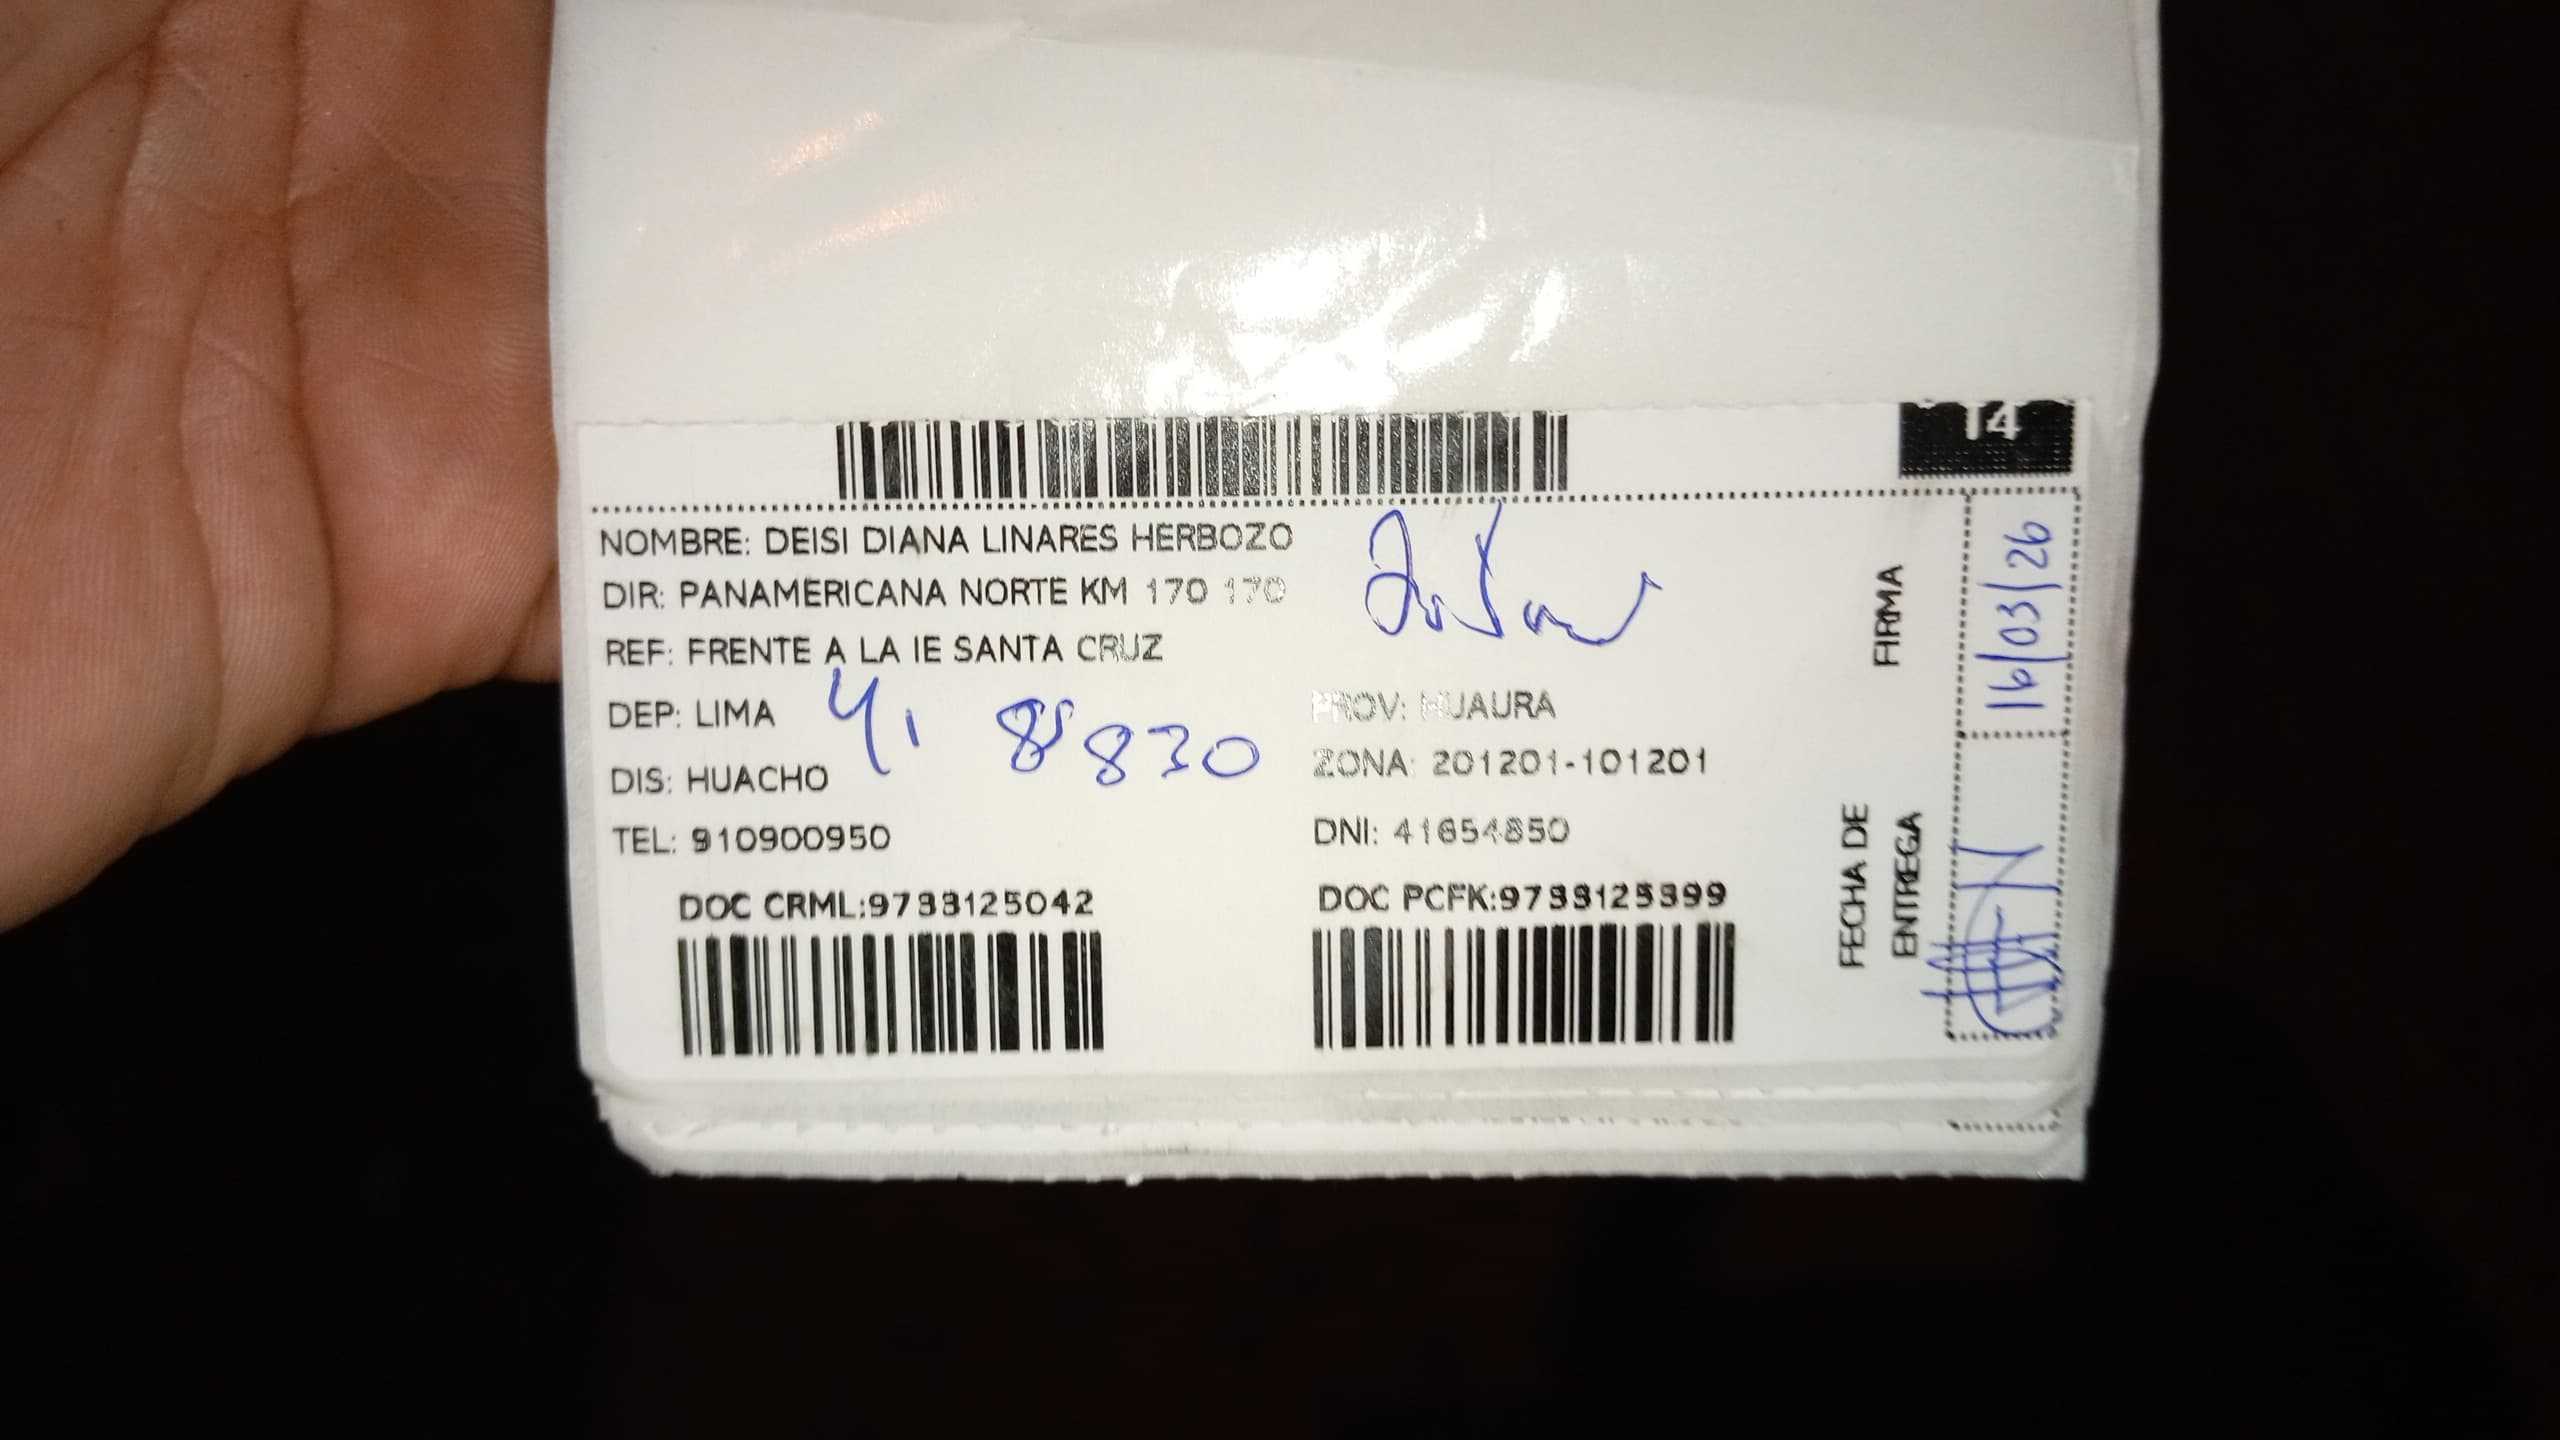 14
NOMBRE: DEISI DIANA LINARES HERBOZO
DIR: PANAMERICANA NORTE KM 170 170
REF: FRENTE A LA IE SANTA CRUZ
DEP: LIMA
PROV: HUAURA
8830
DIS: HUACHO
ZONA: 201201-101201
TEL: 910900950
DNI: 41654850
DOC CRML:9733125042
DOC PCFK:9733125399
FIRMA
16/03/26
FECHA DE
ENTREGA